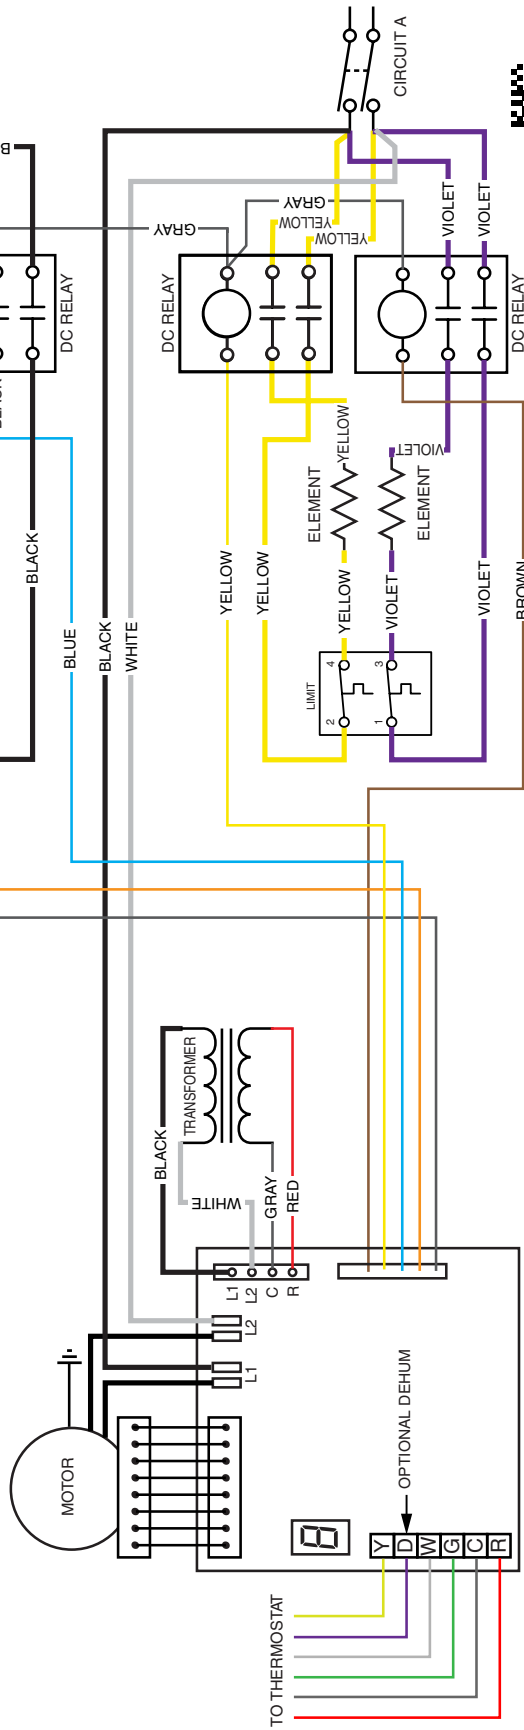 CIRCUIT A
B
VIOLET
VIOLET
GRAY
GRAY
YELLOW
YELLOW
DC RELAY
DC RELAY
DC RELAY
YELLOW
VIOLET
ELEMENT
ELEMENT
BLACK
BLUE
BLACK
WHITE
YELLOW
YELLOW
YELLOW
VIOLET
VIOLET
BROWN
LIMIT
4
3
2
1
TRANSFORMER
BLACK
WHITE
GRAY
RED
L1
L2
C
R
L2
L1
MOTOR
OPTIONAL DEHUM
8
Y
D
W
G
C
R
TO THERMOSTAT